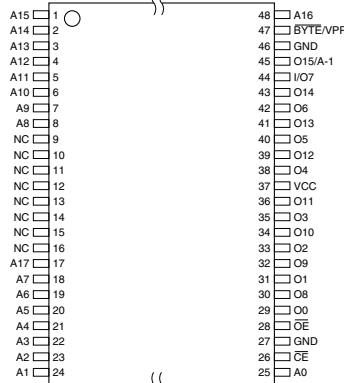 A15 1 48 A16
A14 2 47 BYTE/VPP
A13 3 46 GND
A12 4 45 O15/A-1
A11 5 44 I/O7
A10 6 43 O14
A9 7 42 O6
A8 8 41 O13
NC 9 40 O5
NC 10 39 O12
NC 11 38 O4
NC 12 37 VCC
NC 13 36 O11
NC 14 35 O3
NC 15 34 O10
NC 16 33 O2
A17 17 32 O9
A7 18 31 O1
A6 19 30 O8
A5 20 29 O0
A4 21 28 OE
A3 22 27 GND
A2 23 26 CE
A1 24 25 A0